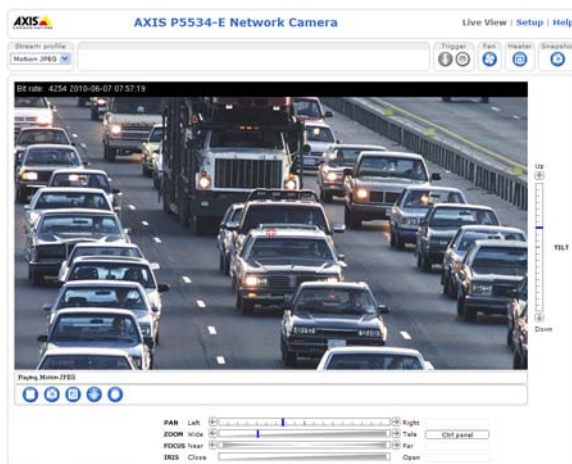 AXIS
COMMUNICATIONS
AXIS P5534-E Network Camera
Live View | Setup | Help
Stream profile
Motion JPEG
Trigger
Fan
Heater
Snapshot
Bit rate: 4254 2010-06-07 07:57:19
Up
TILT
Down
Playing, Motion JPEG
PAN Left Right
ZOOM Wide Tele
Ctrl panel
FOCUS Near Far
IRIS Close Open